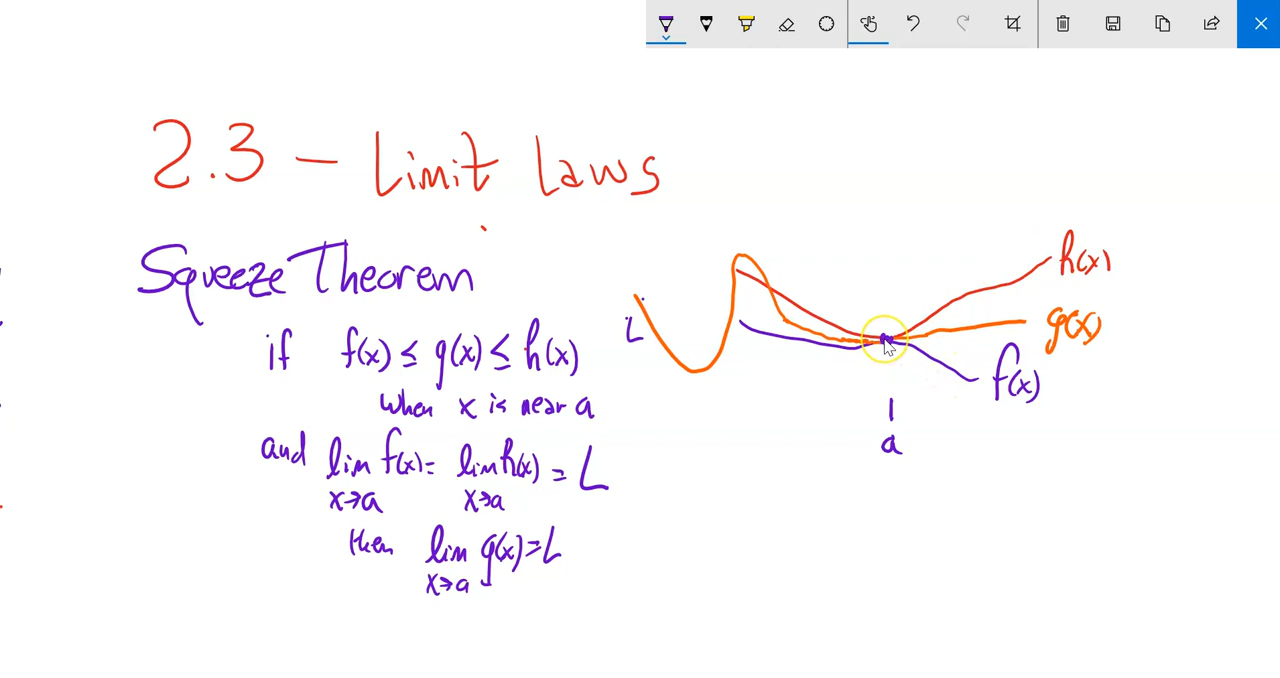 2.3 - Limit Laws
Squeeze Theorem
if f(x) ≤ g(x) ≤ h(x)
when x is near a
and lim f(x) = lim h(x) = L
x→a x→a
then lim g(x) = L
x→a
L
h(x)
g(x)
f(x)
a